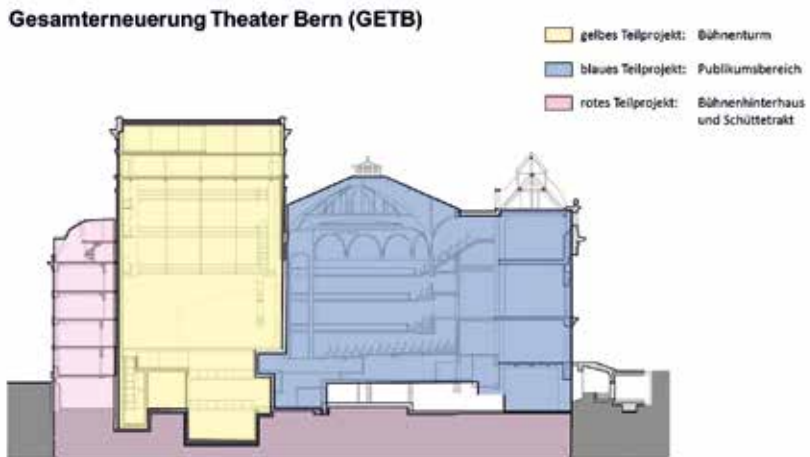 Gesamterneuerung Theater Bern (GETB)
gelbes Teilprojekt: Bühnenturm
blaues Teilprojekt: Publikumsbereich
rotes Teilprojekt: Bühnenhinterhaus
und Schüttetrakt